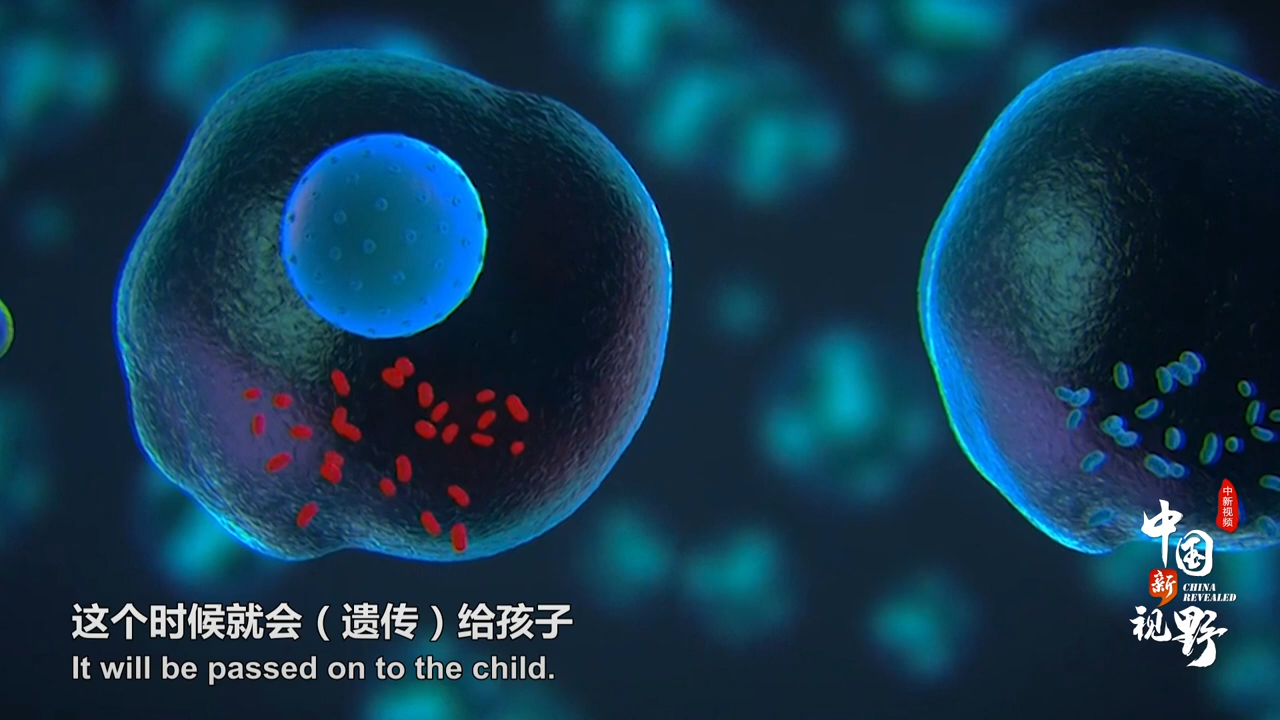 这个时候就会（遗传）给孩子
It will be passed on to the child.
中新视频
中国
新
CHINA
REVEALED
视野